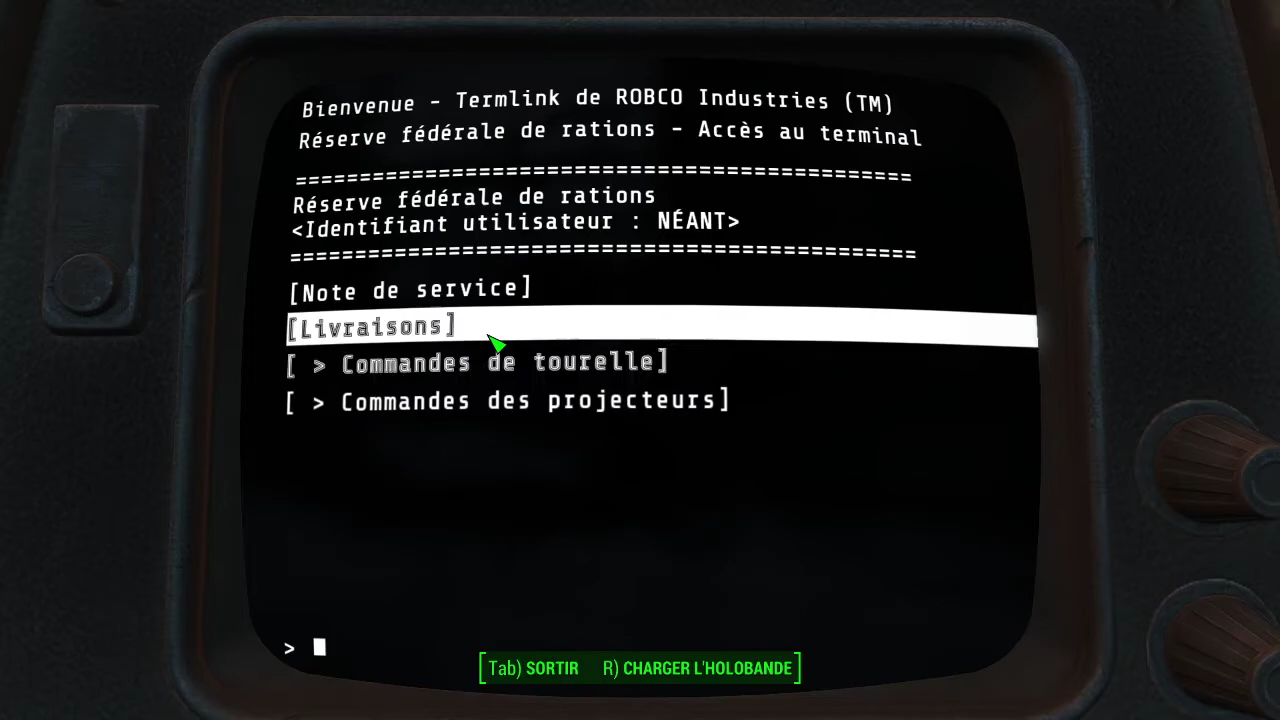 Bienvenue - Termlink de ROBCO Industries (TM)
Réserve fédérale de rations - Accès au terminal
=============================================
Réserve fédérale de rations
<Identifiant utilisateur : NÉANT>
=============================================
[Note de service]
[Livraisons]
[ > Commandes de tourelle]
[ > Commandes des projecteurs]
>
Tab) SORTIR R) CHARGER L'HOLOBANDE